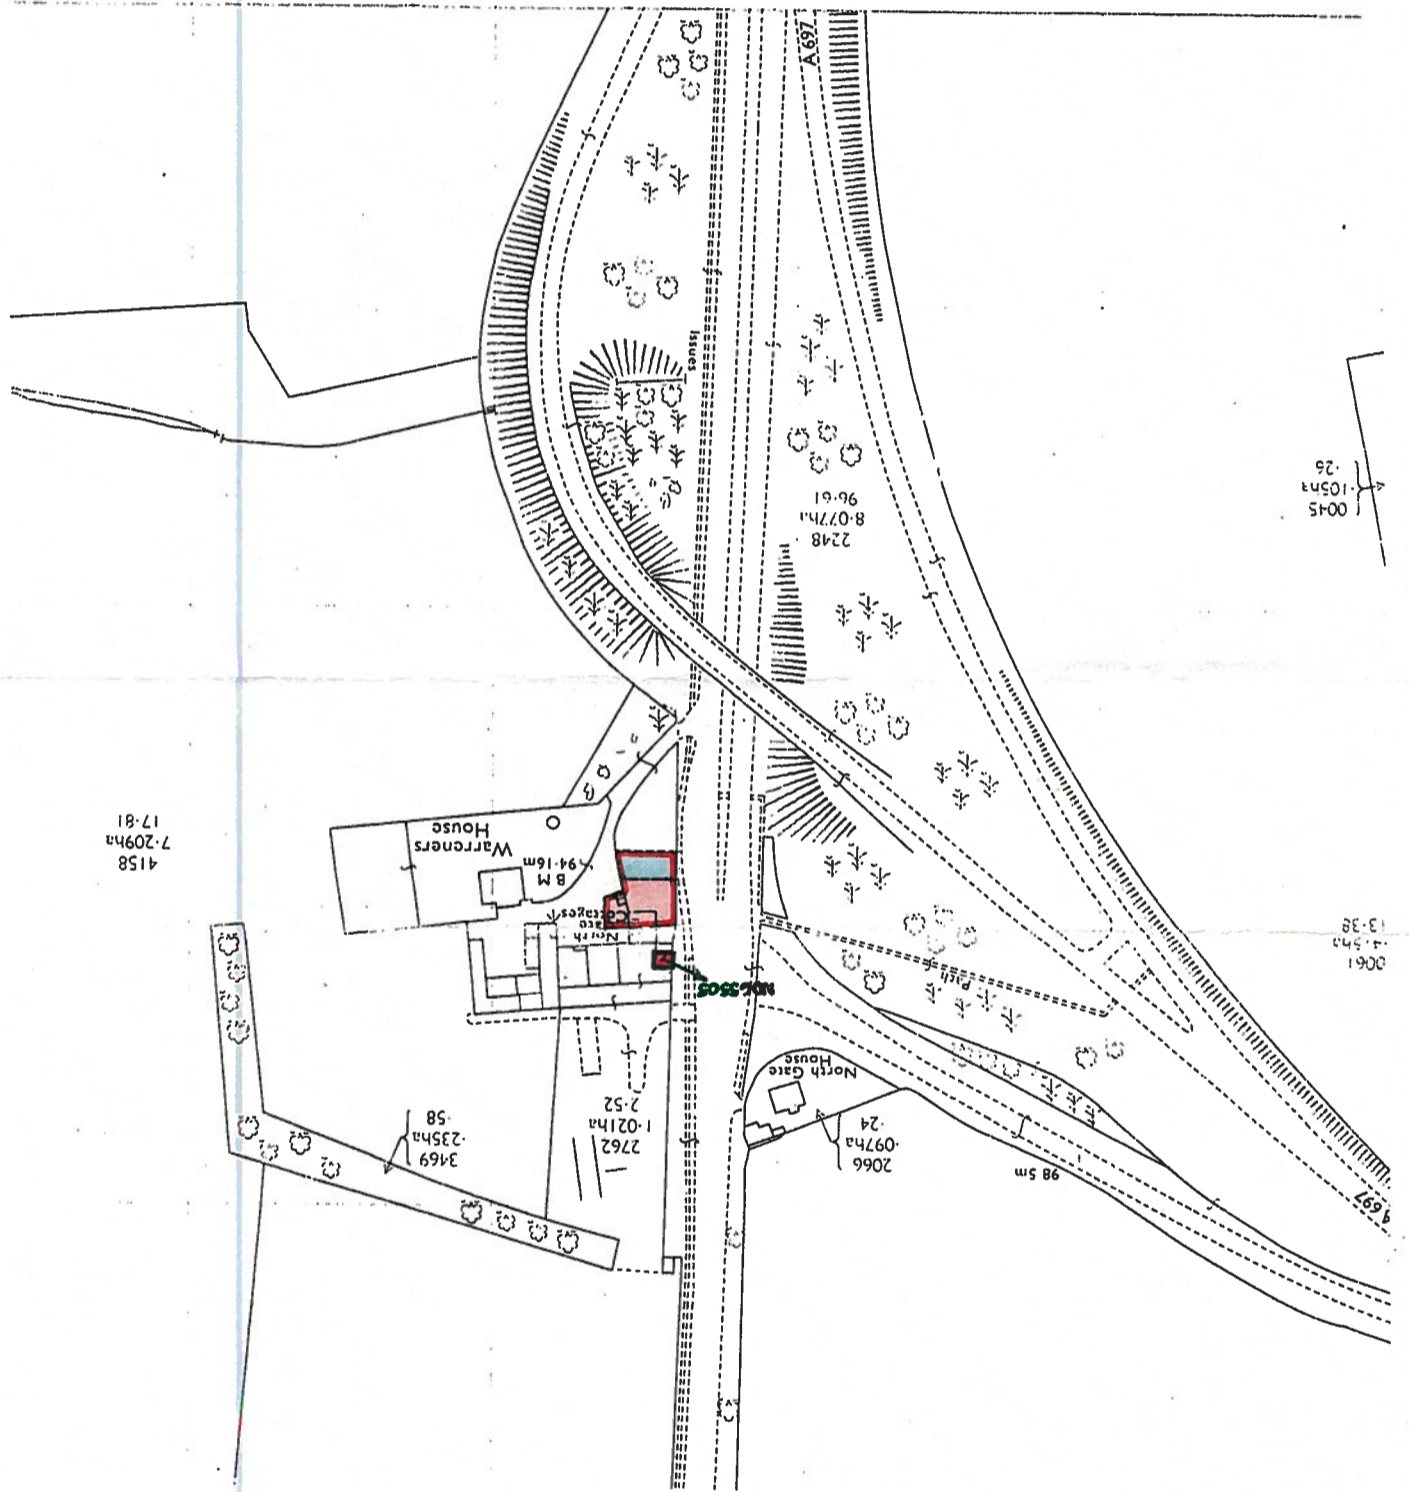 A 697
Issues
2248
8·077ha
96·61
0045
·105ha
·26
4158
7·209ha
17·81
Warreners
House
B M
94·16m
North
Gate
Cottages
Path
0061
13·38
North Gate
House
2066
·097ha
·24
2762
1·021ha
2·52
3469
·235ha
·58
98 5m
A 697